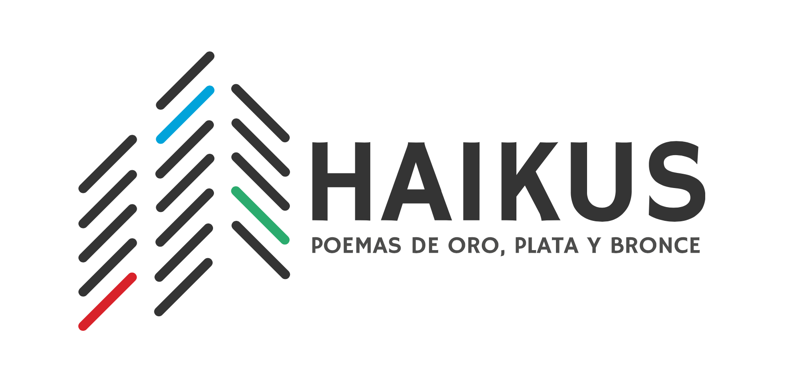 HAIKUS
POEMAS DE ORO, PLATA Y BRONCE